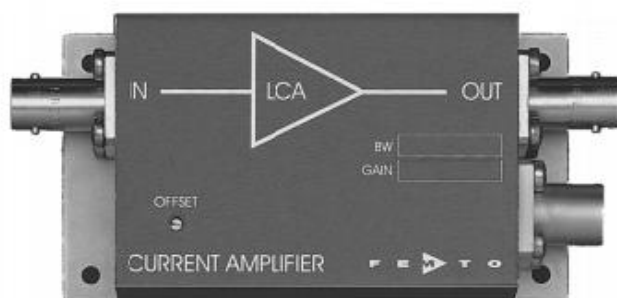 IN LCA OUT
BW
GAIN
OFFSET
CURRENT AMPLIFIER FEMTO